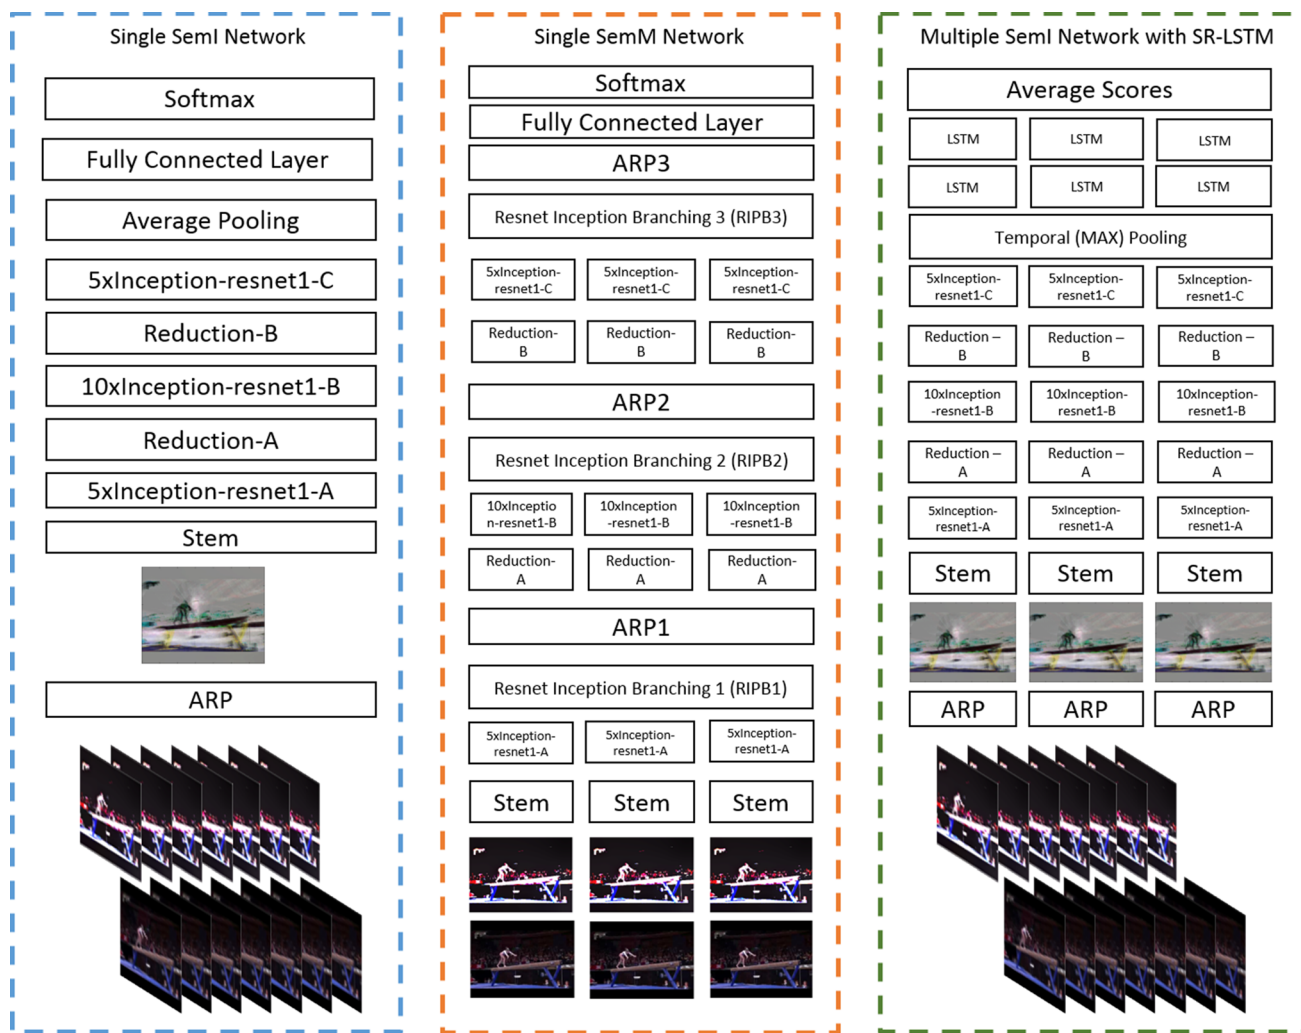 Single SemI Network
Softmax
Fully Connected Layer
Average Pooling
5xInception-resnet1-C
Reduction-B
10xInception-resnet1-B
Reduction-A
5xInception-resnet1-A
Stem
ARP
Single SemM Network
Softmax
Fully Connected Layer
ARP3
Resnet Inception Branching 3 (RIPB3)
5xInception-
resnet1-C
5xInception-
resnet1-C
5xInception-
resnet1-C
Reduction-
B
Reduction-
B
Reduction-
B
ARP2
Resnet Inception Branching 2 (RIPB2)
10xInceptio
n-resnet1-B
10xInception
-resnet1-B
10xInception
-resnet1-B
Reduction-
A
Reduction-
A
Reduction-
A
ARP1
Resnet Inception Branching 1 (RIPB1)
5xInception-
resnet1-A
5xInception-
resnet1-A
5xInception-
resnet1-A
Stem
Stem
Stem
Multiple SemI Network with SR-LSTM
Average Scores
LSTM
LSTM
LSTM
LSTM
LSTM
LSTM
Temporal (MAX) Pooling
5xInception-
resnet1-C
5xInception-
resnet1-C
5xInception-
resnet1-C
Reduction –
B
Reduction –
B
Reduction –
B
10xInception
-resnet1-B
10xInception-
resnet1-B
10xInception-
resnet1-B
Reduction –
A
Reduction –
A
Reduction –
A
5xInception-
resnet1-A
5xInception-
resnet1-A
5xInception-
resnet1-A
Stem
Stem
Stem
ARP
ARP
ARP